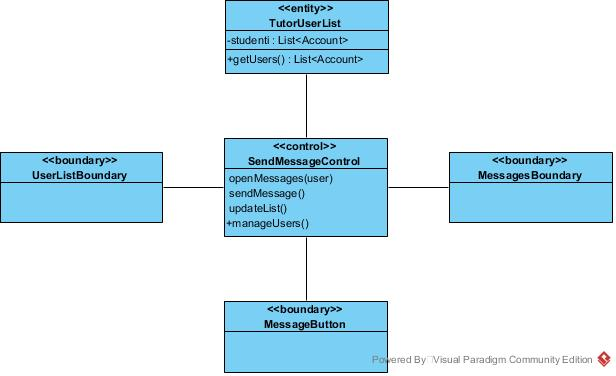 <<entity>>
TutorUserList
-studenti : List<Account>
+getUsers() : List<Account>
<<control>>
SendMessageControl
openMessages(user)
sendMessage()
updateList()
+manageUsers()
<<boundary>>
UserListBoundary
<<boundary>>
MessagesBoundary
<<boundary>>
MessageButton
Powered By Visual Paradigm Community Edition